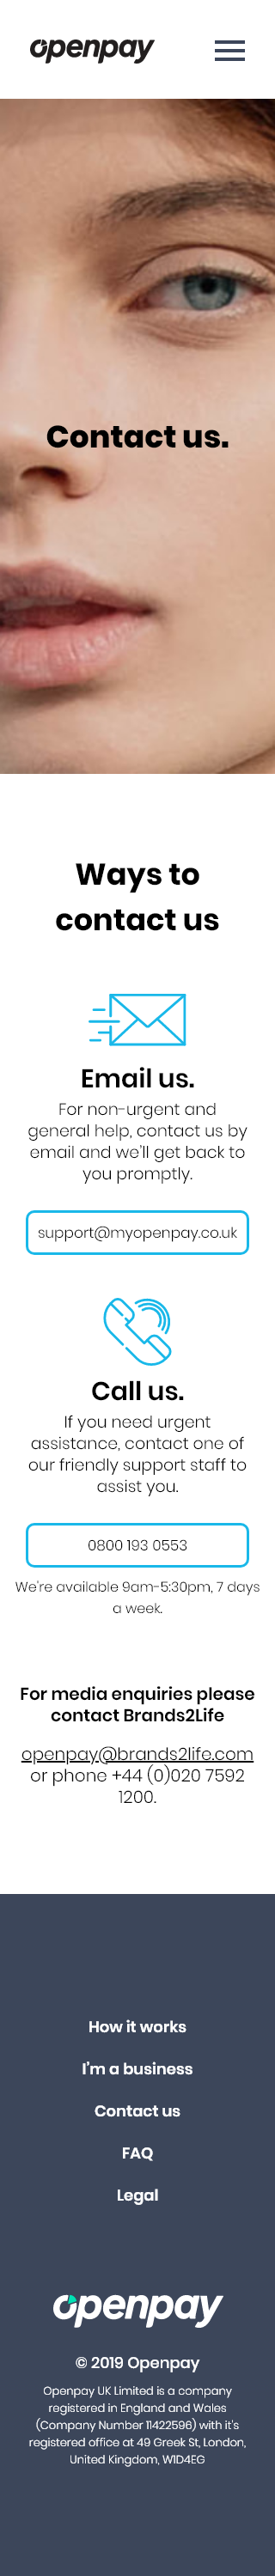 openpay
Contact us.
Ways to
contact us
Email us.
For non-urgent and
general help, contact us by
email and we'll get back to
you promptly.
support@myopenpay.co.uk
Call us.
If you need urgent
assistance, contact one of
our friendly support staff to
assist you.
0800 193 0553
We're available 9am-5:30pm, 7 days
a week.
For media enquiries please
contact Brands2Life
openpay@brands2life.com
or phone +44 (0)020 7592
1200.
How it works
I'm a business
Contact us
FAQ
Legal
openpay
© 2019 Openpay
Openpay UK Limited is a company
registered in England and Wales
(Company Number 11422596) with it's
registered office at 49 Greek St, London,
United Kingdom, W1D4EG